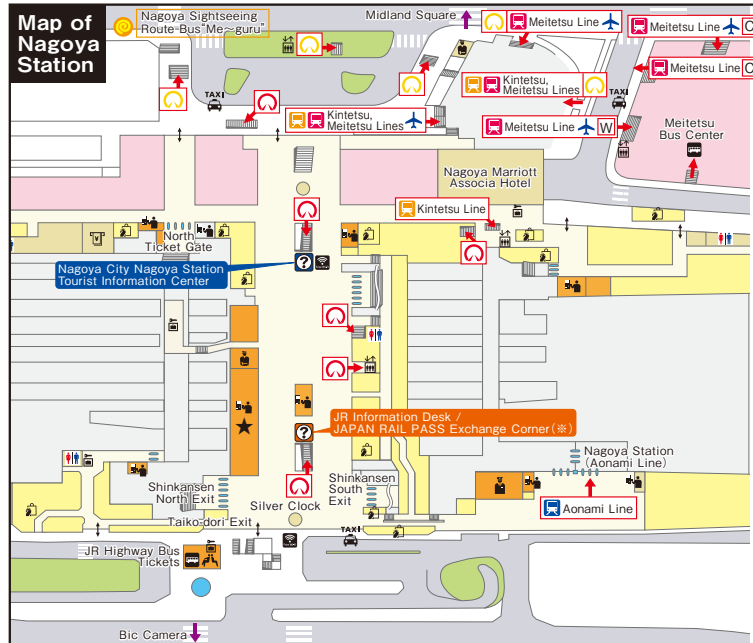 Map of
Nagoya
Station
Nagoya Sightseeing
Route Bus"Me～guru"
Midland Square
Meitetsu Line
Meitetsu Line C
Meitetsu Line C
TAXI
Kintetsu,
Meitetsu Lines
Kintetsu,
Meitetsu Lines
TAXI
Meitetsu Line W
Meitetsu
Bus Center
Nagoya Marriott
Associa Hotel
Kintetsu Line
North
Ticket Gate
Nagoya City Nagoya Station
Tourist Information Center
?
?
JR Information Desk /
JAPAN RAIL PASS Exchange Corner(※)
Nagoya Station
(Aonami Line)
Shinkansen
North Exit
Shinkansen
South
Exit
Silver Clock
Aonami Line
Taiko-dori Exit
TAXI
JR Highway Bus
Tickets
Bic Camera